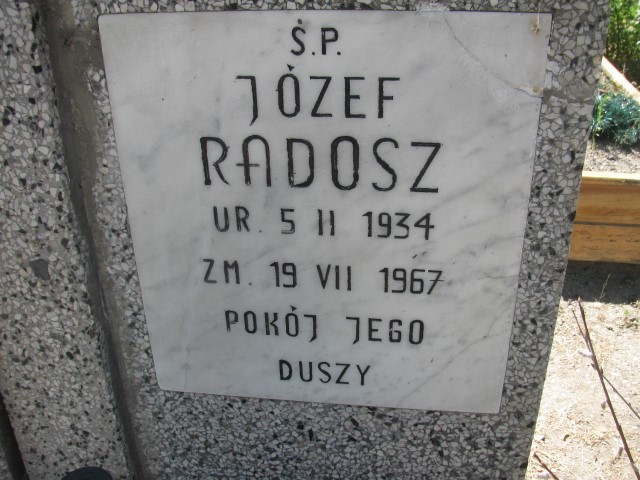 Ś.P.
JÓZEF
RADOSZ
UR. 5 II 1934
ZM. 19 VII 1967
POKÓJ JEGO
DUSZY